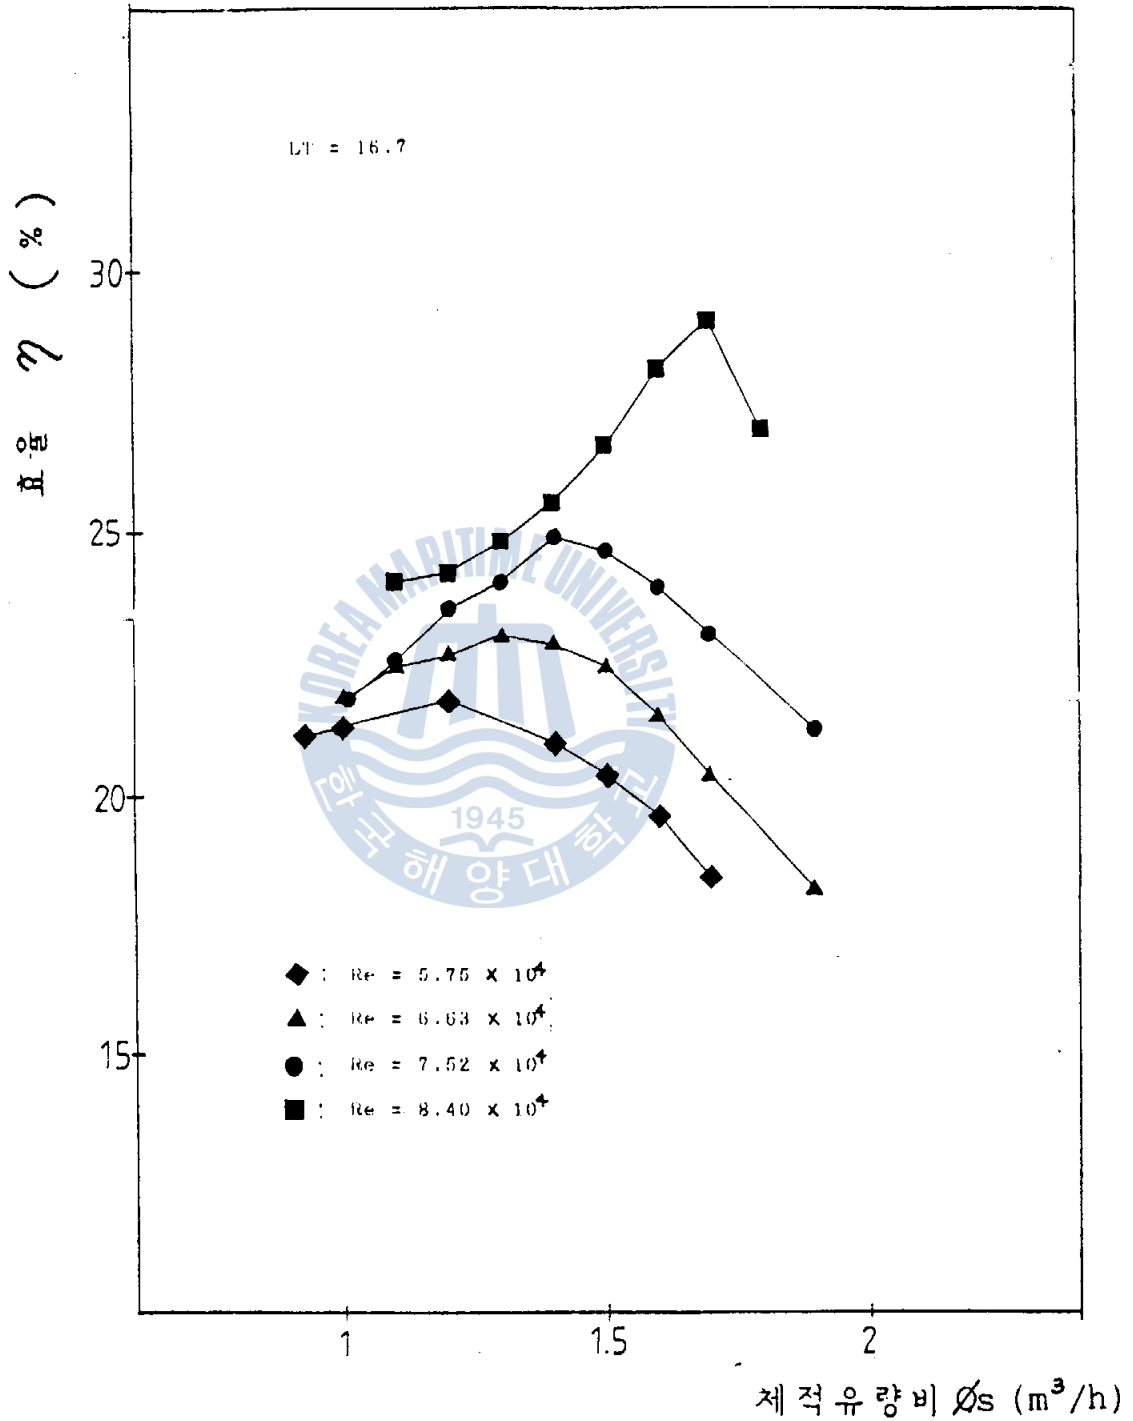 LT = 16.7
효율 η (%)
30
25
20
15
KOREA MARITIME UNIVERSITY
1945
한국해양대학교
◆ : Re = 5.75 × 10⁴
▲ : Re = 6.63 × 10⁴
● : Re = 7.52 × 10⁴
■ : Re = 8.40 × 10⁴
1 1.5 2
체적유량비 Øs (m³/h)